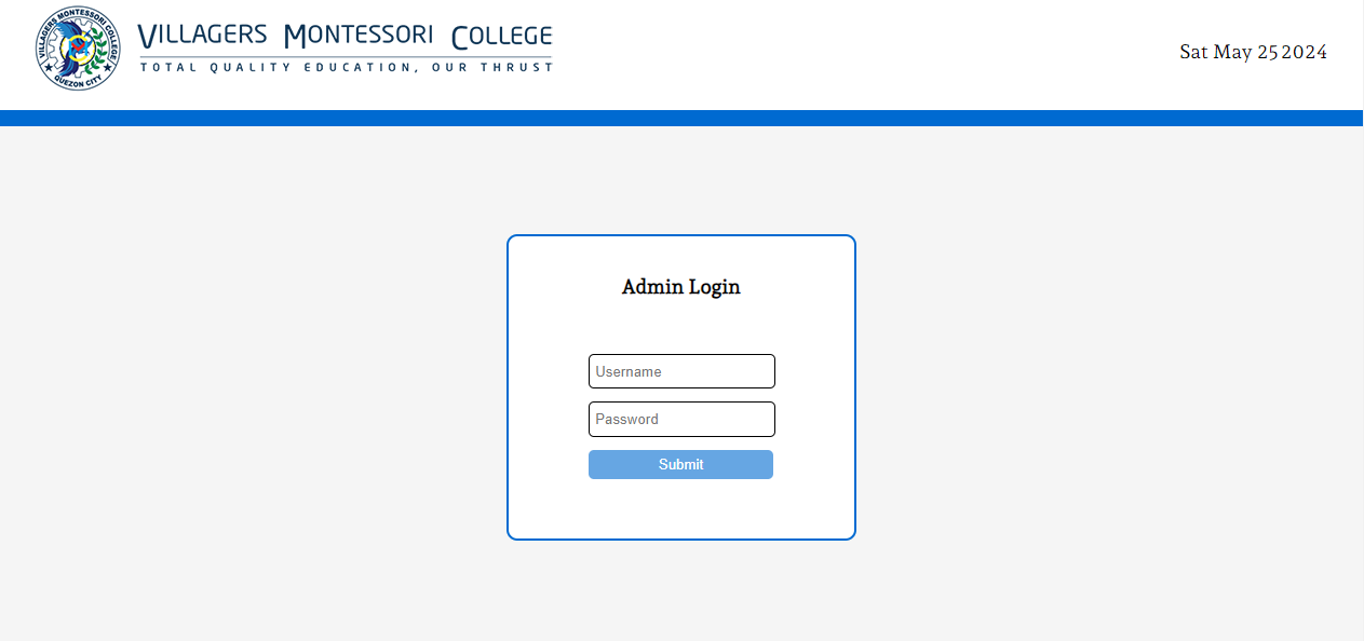 VILLAGERS MONTESSORI COLLEGE
QUEZON CITY
VILLAGERS MONTESSORI COLLEGE
TOTAL QUALITY EDUCATION, OUR THRUST
Sat May 25 2024
Admin Login
Username
Password
Submit